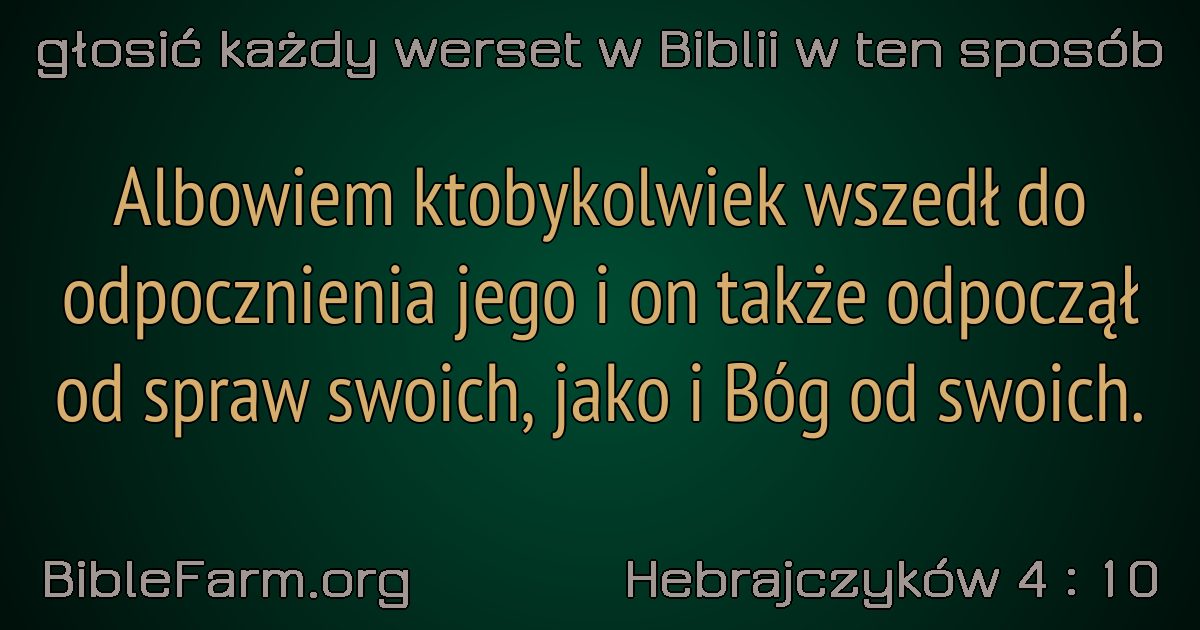 głosić każdy werset w Biblii w ten sposób
Albowiem ktobykolwiek wszedł do
odpocznienia jego i on także odpoczął
od spraw swoich, jako i Bóg od swoich.
BibleFarm.org
Hebrajczyków 4 : 10